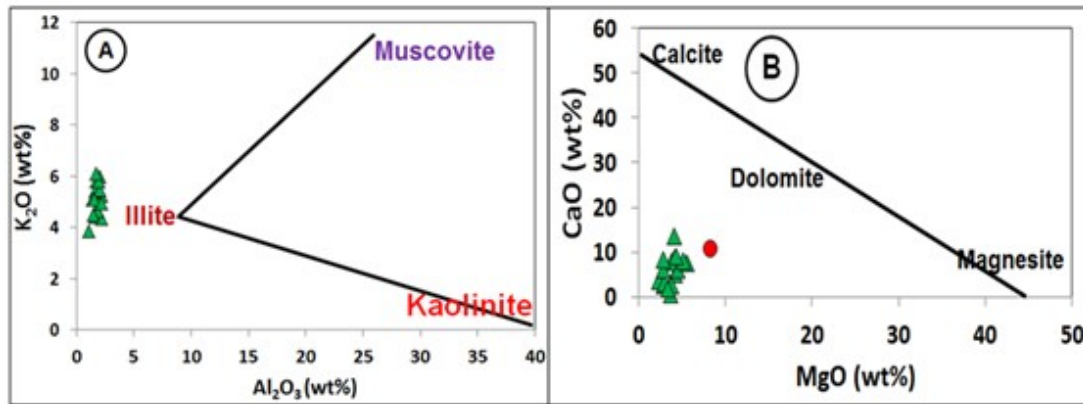 A
K₂O (wt%)
12
10
8
6
4
2
0
Muscovite
Illite
Kaolinite
0 5 10 15 20 25 30 35 40
Al₂O₃ (wt%)
B
CaO (wt%)
60
50
40
30
20
10
0
Calcite
Dolomite
Magnesite
0 10 20 30 40 50
MgO (wt%)